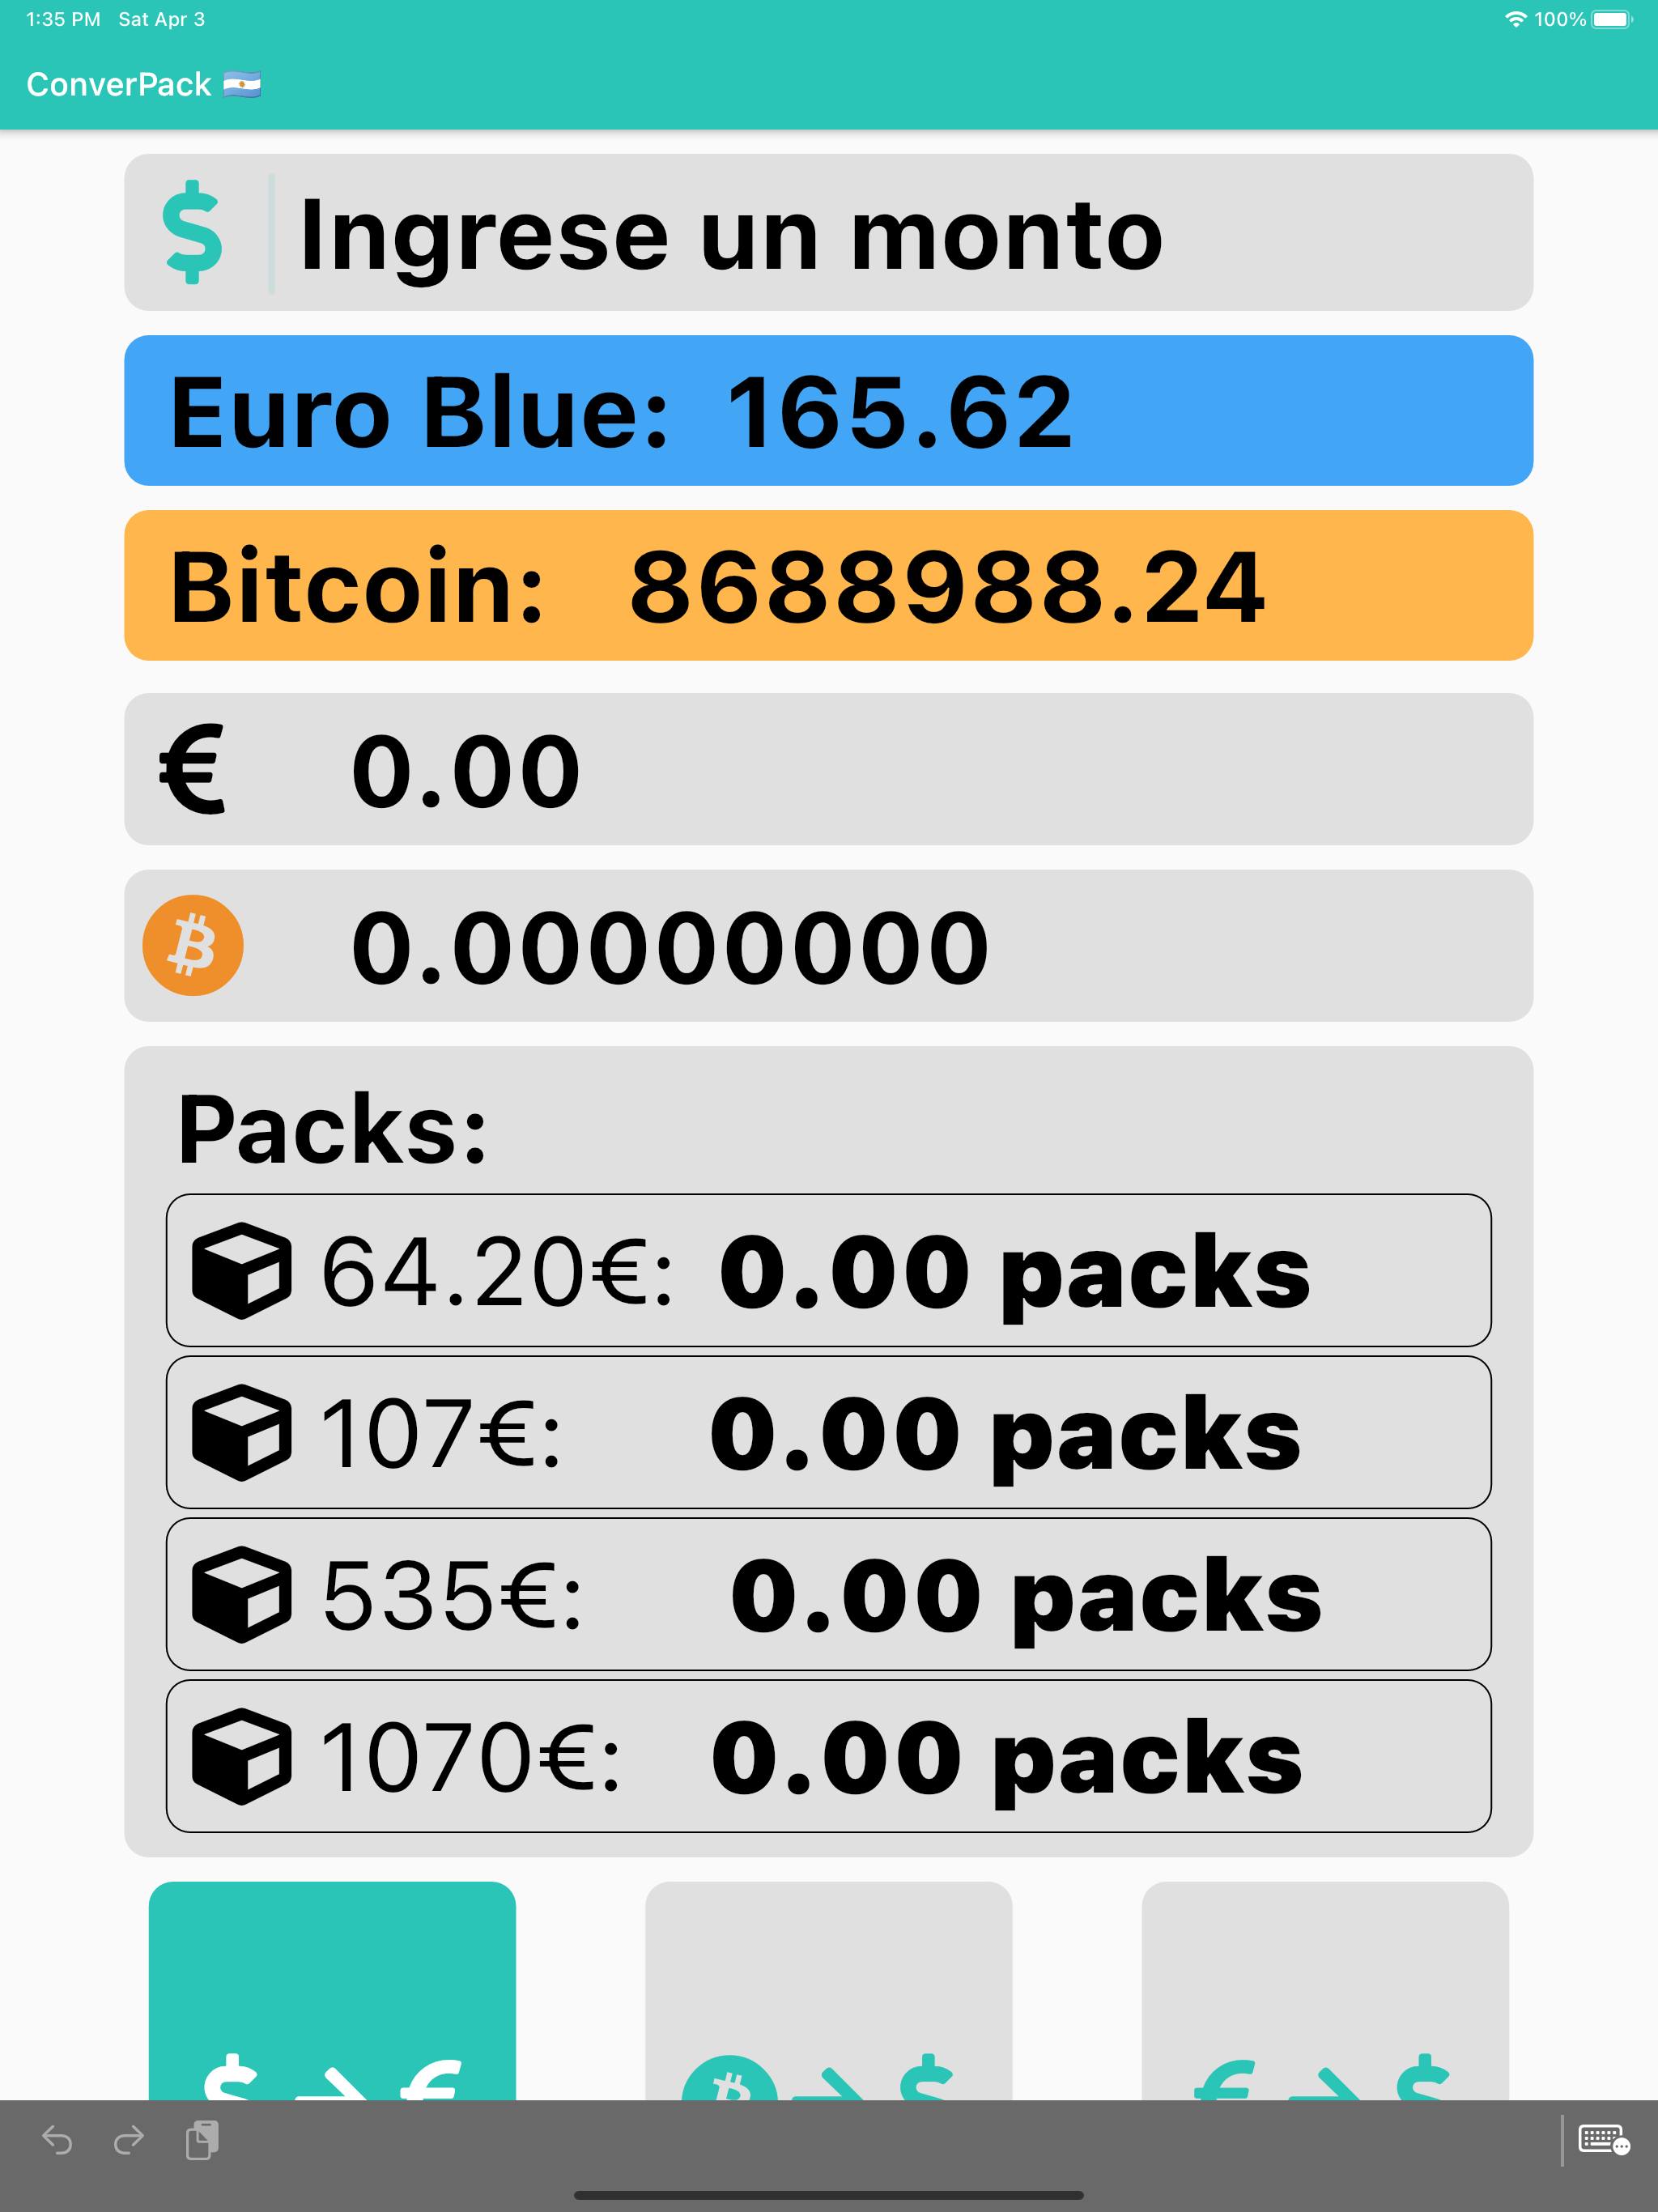 1:35 PM Sat Apr 3
100%
ConverPack 🇦🇷
$ Ingrese un monto
Euro Blue: 165.62
Bitcoin: 8688988.24
€ 0.00
₿ 0.00000000
Packs:
64.20€: 0.00 packs
107€: 0.00 packs
535€: 0.00 packs
1070€: 0.00 packs
$ → € ₿ → $ € → $